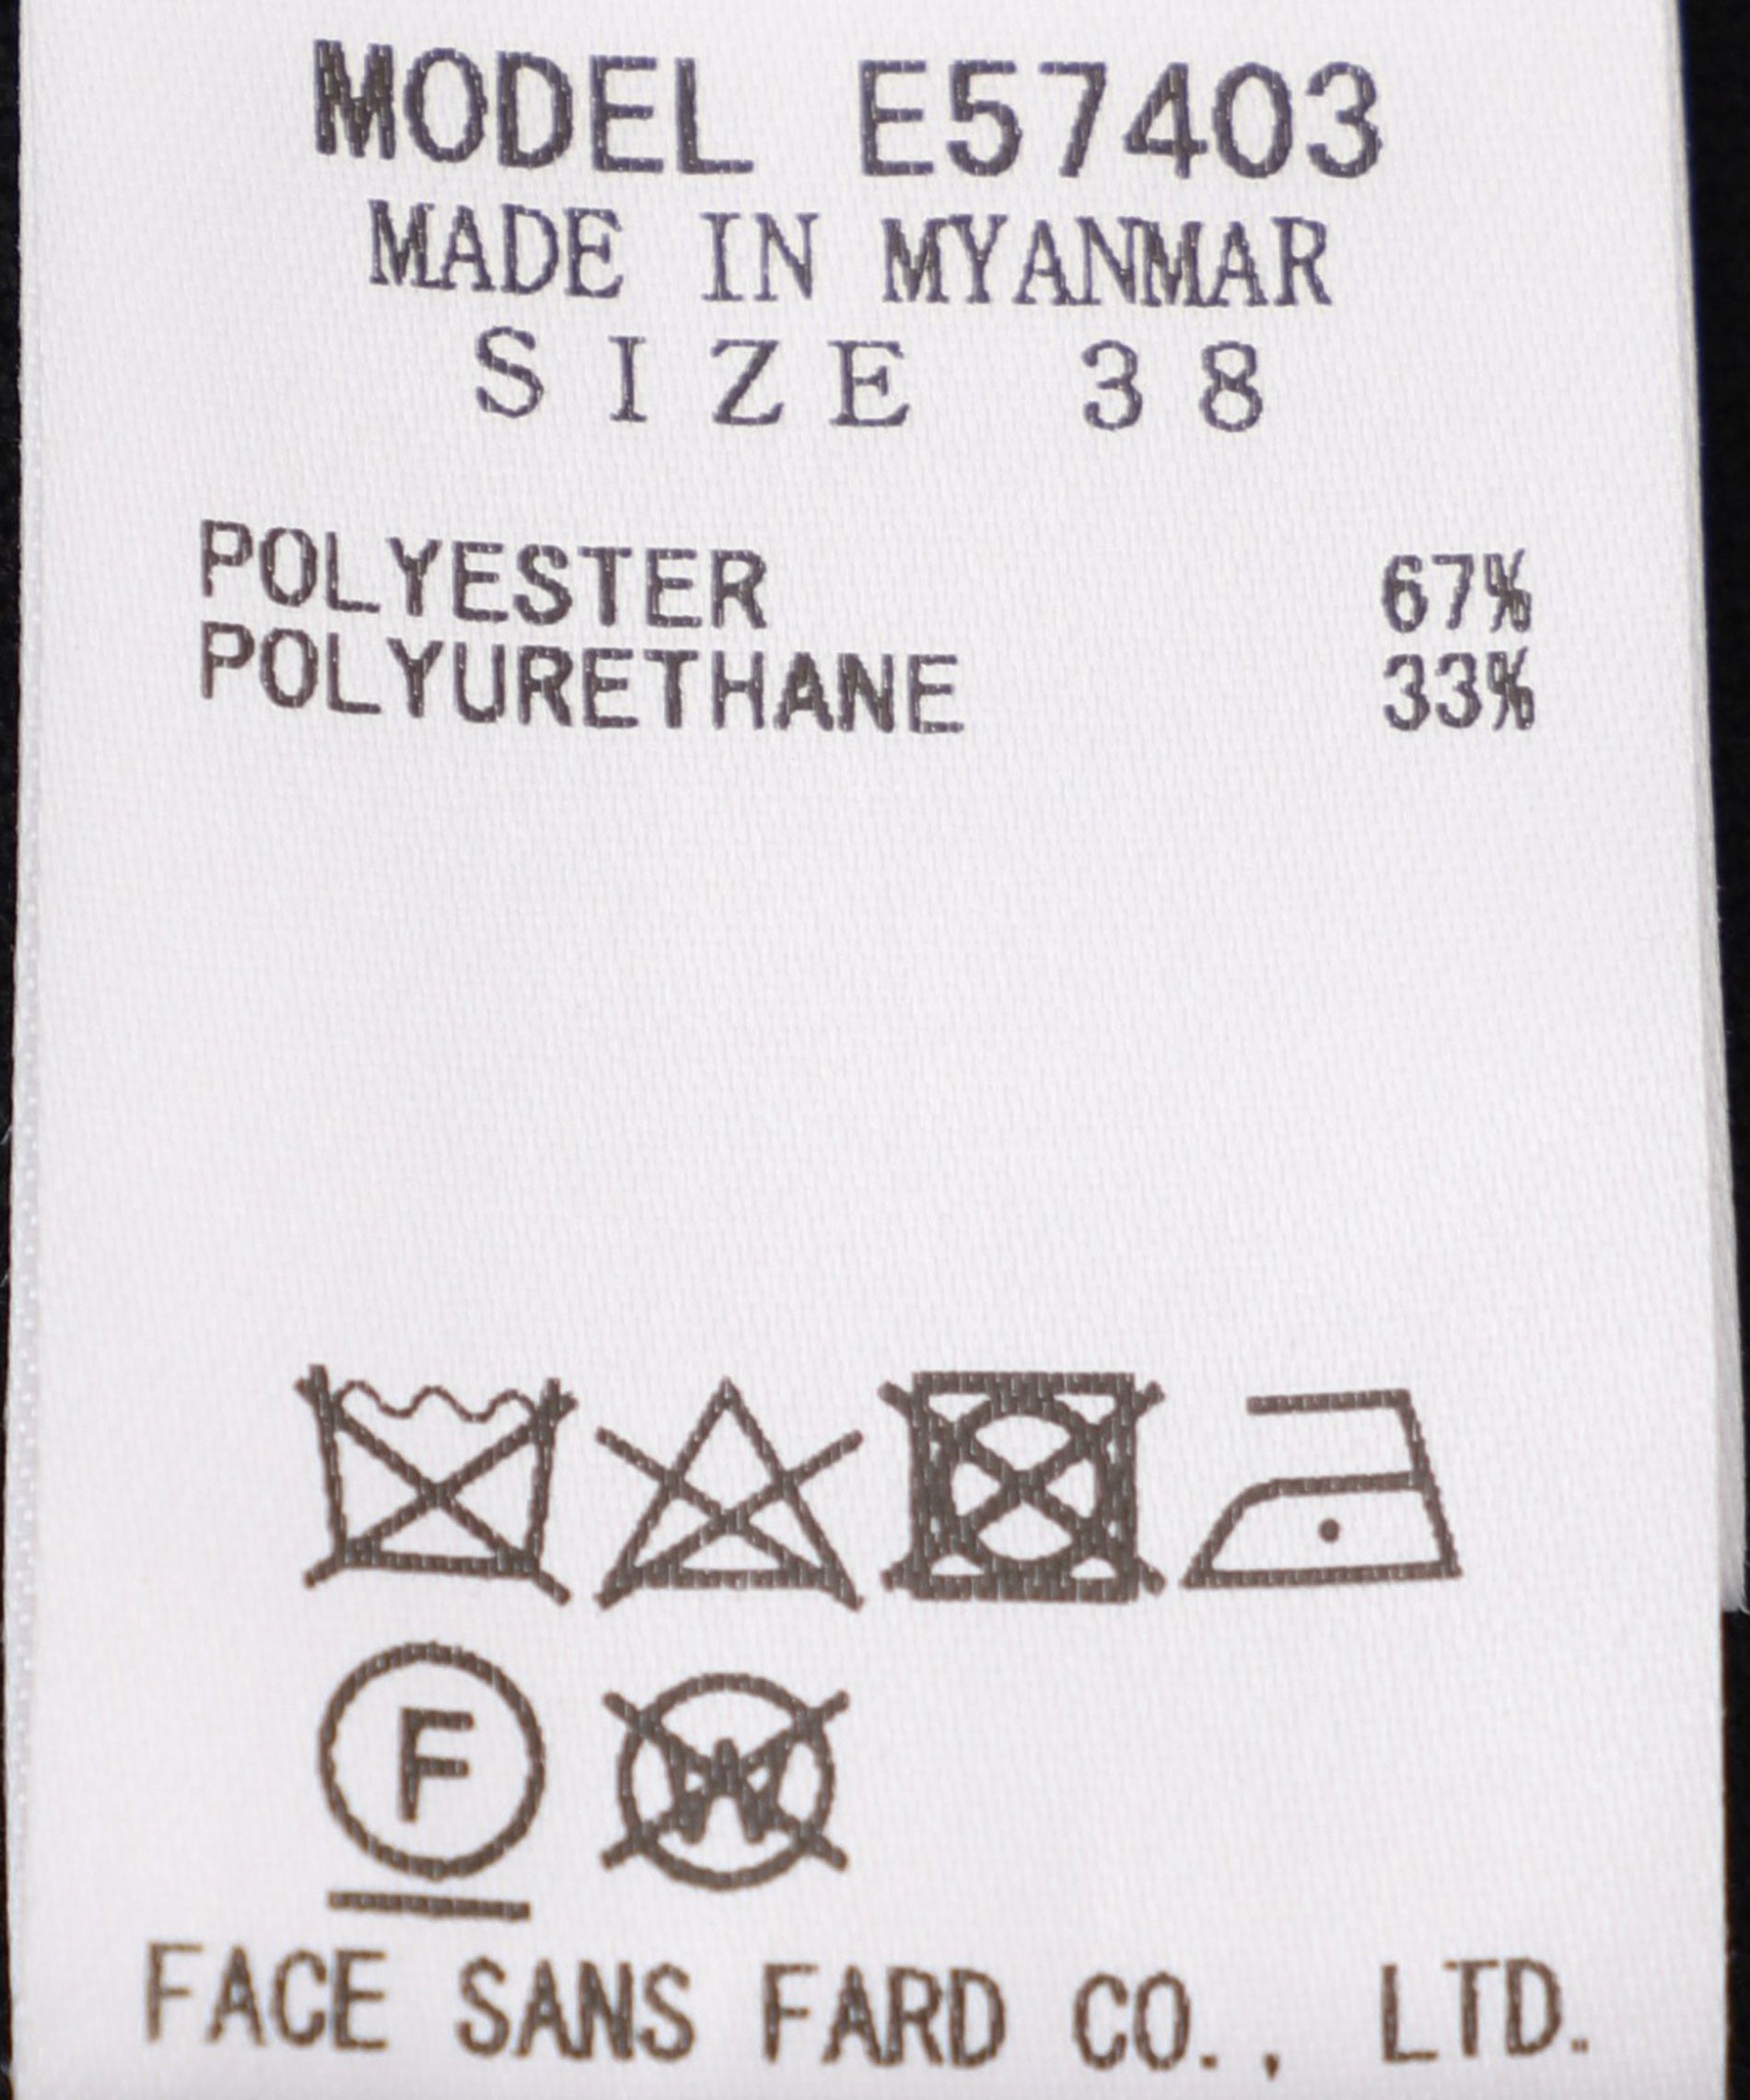 MODEL E57403
MADE IN MYANMAR
SIZE 38
POLYESTER 67%
POLYURETHANE 33%
F W
FACE SANS FARD CO., LTD.